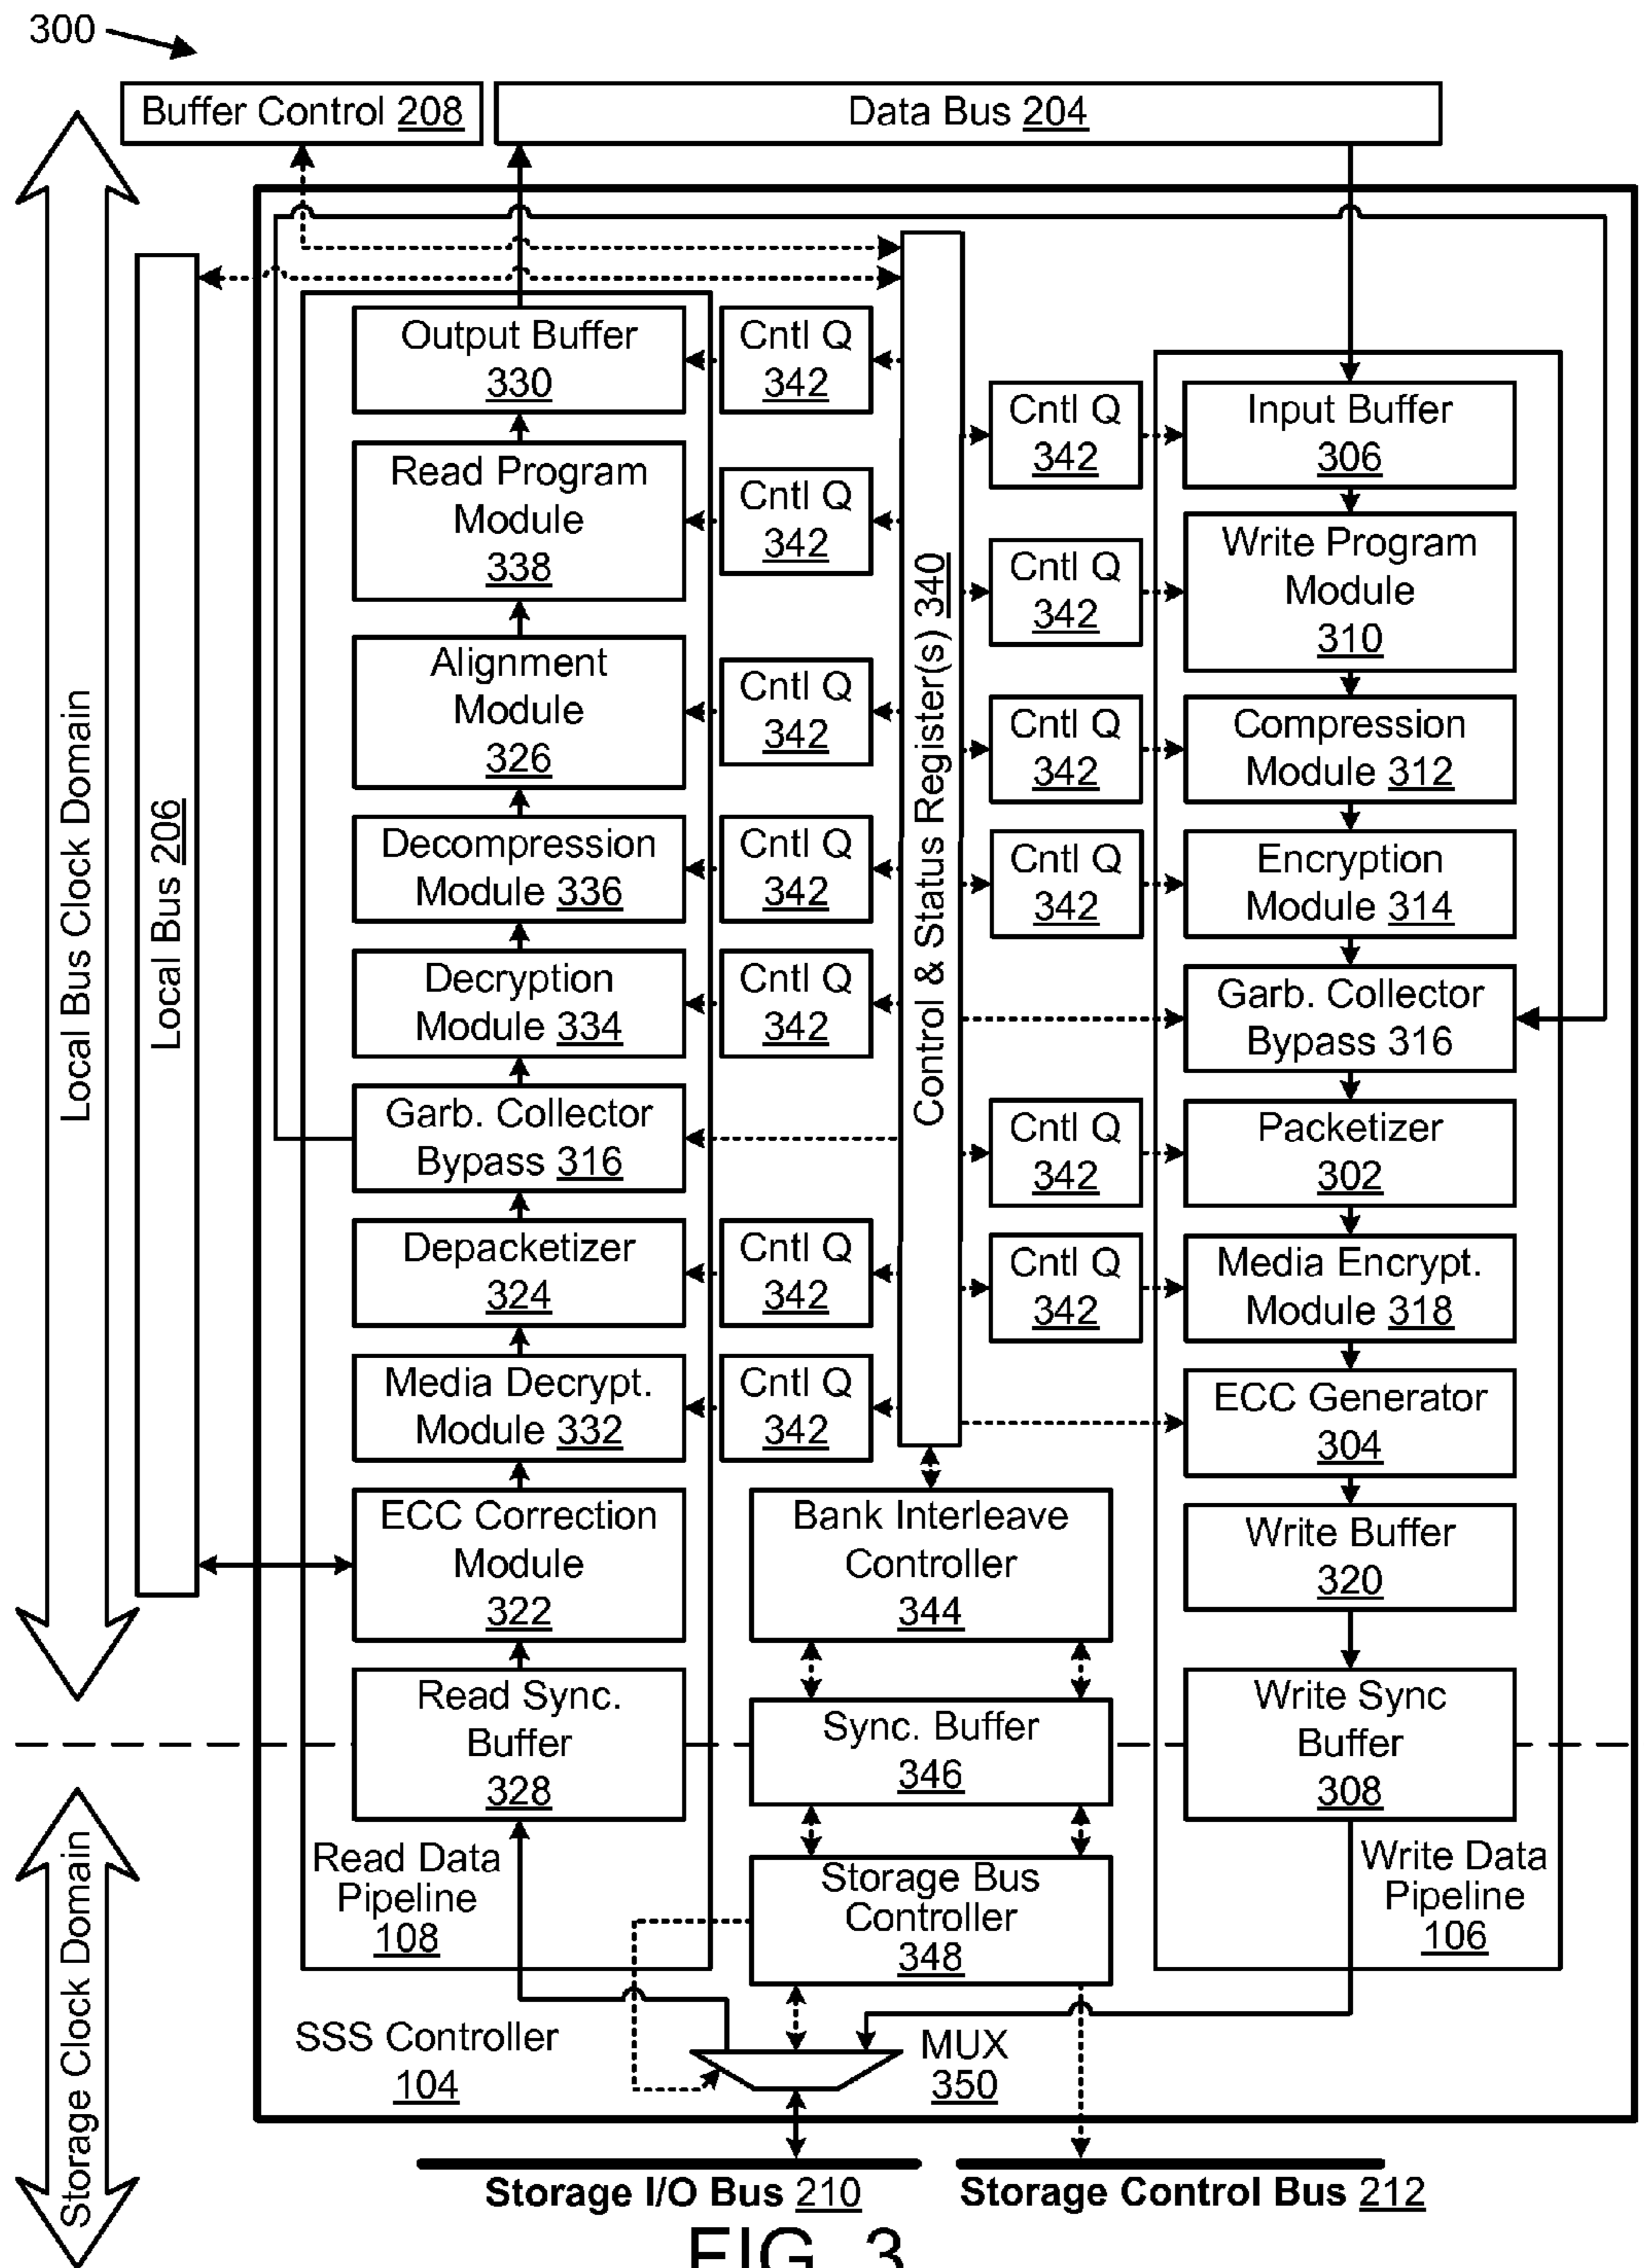 300
Buffer Control 208
Data Bus 204
Local Bus Clock Domain
Local Bus 206
Output Buffer
330
Cntl Q
342
Read Program
Module
338
Cntl Q
342
Alignment
Module
326
Cntl Q
342
Decompression
Module 336
Cntl Q
342
Decryption
Module 334
Cntl Q
342
Garb. Collector
Bypass 316
Depacketizer
324
Cntl Q
342
Media Decrypt.
Module 332
Cntl Q
342
ECC Correction
Module
322
Read Sync.
Buffer
328
Read Data
Pipeline
108
Control & Status Register(s) 340
Bank Interleave
Controller
344
Sync. Buffer
346
Storage Bus
Controller
348
Cntl Q
342
Input Buffer
306
Cntl Q
342
Write Program
Module
310
Cntl Q
342
Compression
Module 312
Cntl Q
342
Encryption
Module 314
Garb. Collector
Bypass 316
Cntl Q
342
Packetizer
302
Cntl Q
342
Media Encrypt.
Module 318
ECC Generator
304
Write Buffer
320
Write Sync
Buffer
308
Write Data
Pipeline
106
Storage Clock Domain
SSS Controller
104
MUX
350
Storage I/O Bus 210
Storage Control Bus 212
FIG. 3